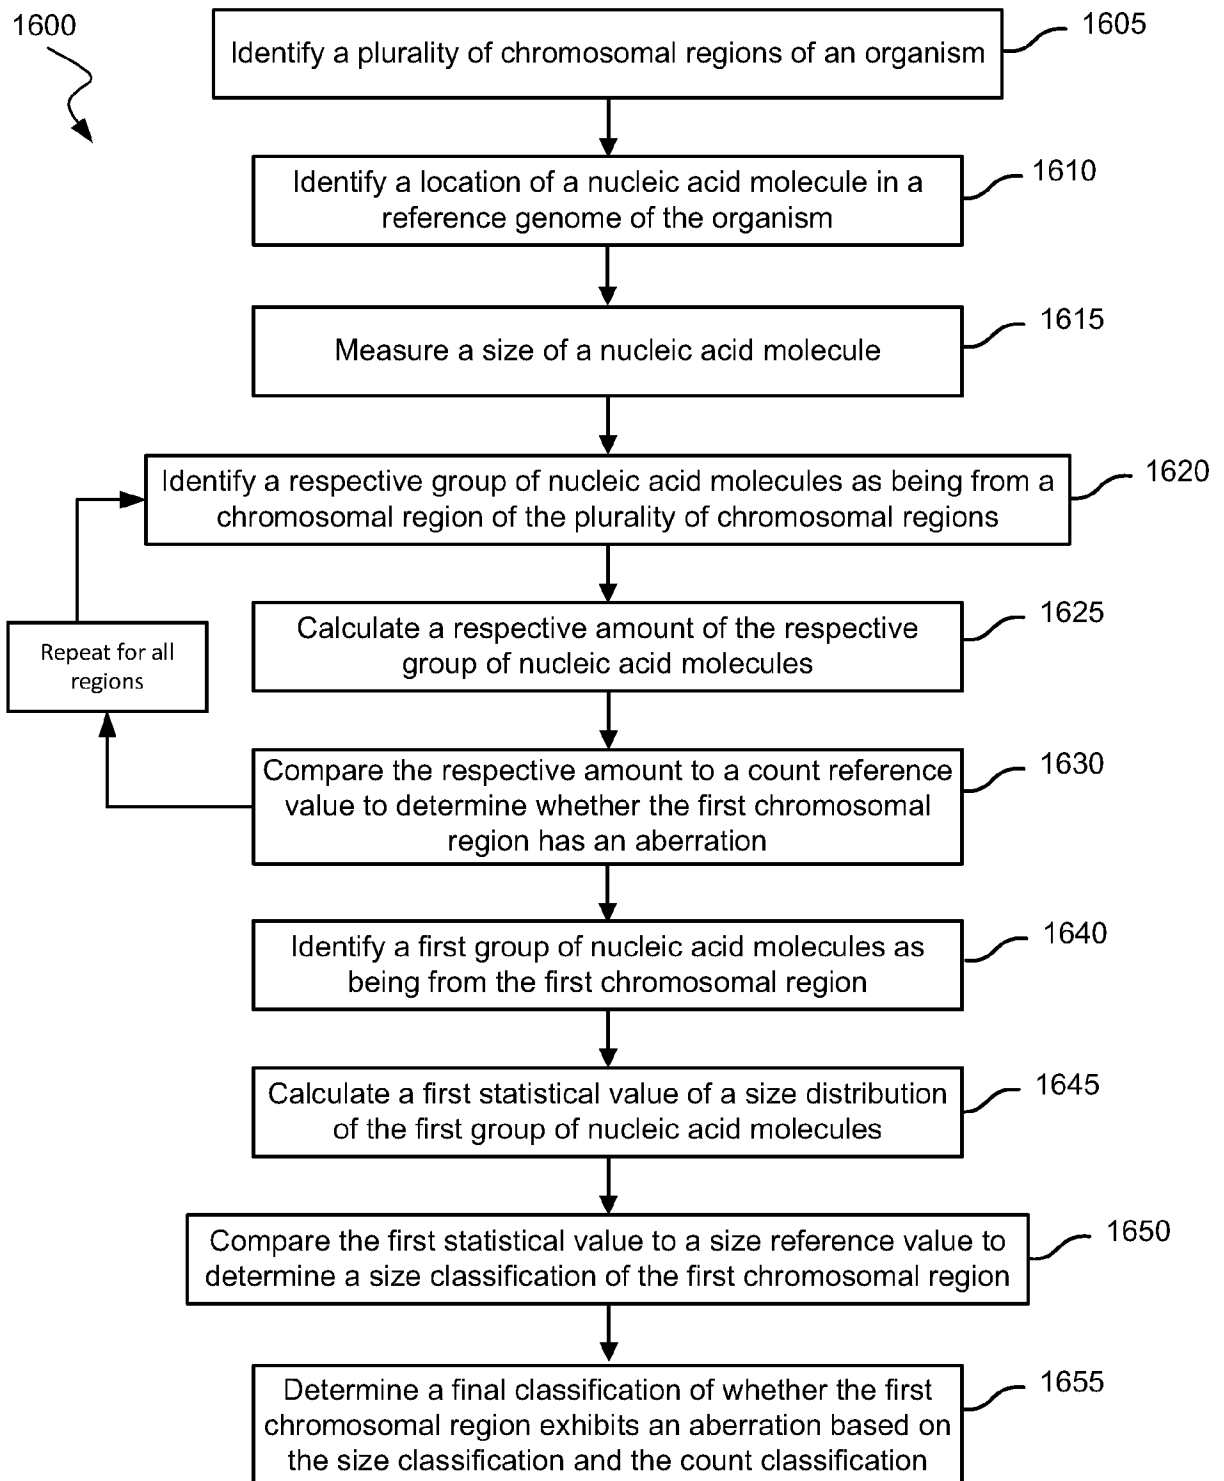 1600
Identify a plurality of chromosomal regions of an organism
1605
Identify a location of a nucleic acid molecule in a
reference genome of the organism
1610
Measure a size of a nucleic acid molecule
1615
Identify a respective group of nucleic acid molecules as being from a
chromosomal region of the plurality of chromosomal regions
1620
Calculate a respective amount of the respective
group of nucleic acid molecules
1625
Repeat for all
regions
Compare the respective amount to a count reference
value to determine whether the first chromosomal
region has an aberration
1630
Identify a first group of nucleic acid molecules as
being from the first chromosomal region
1640
Calculate a first statistical value of a size distribution
of the first group of nucleic acid molecules
1645
Compare the first statistical value to a size reference value to
determine a size classification of the first chromosomal region
1650
Determine a final classification of whether the first
chromosomal region exhibits an aberration based on
the size classification and the count classification
1655